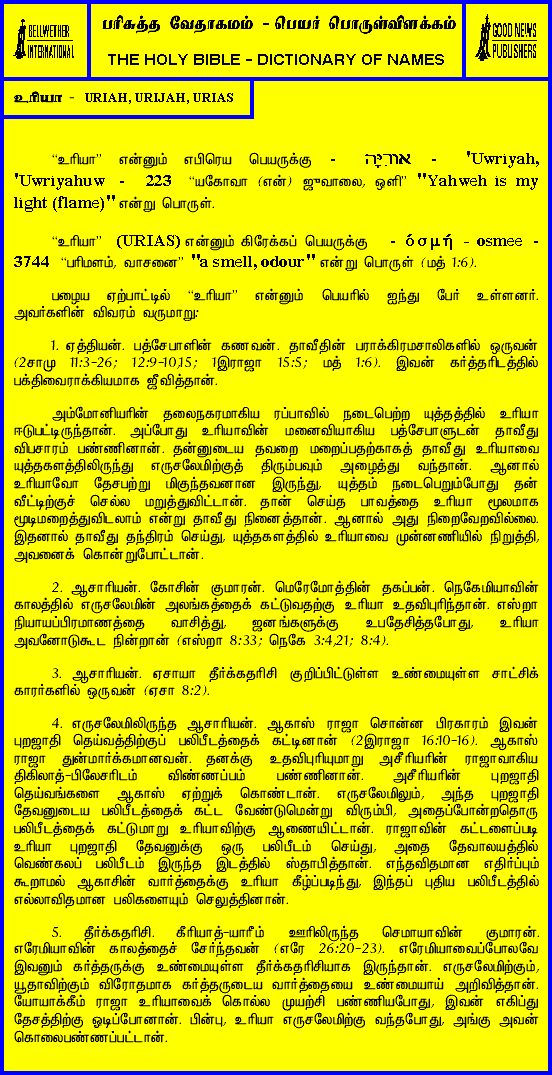 BELLWETHER
INTERNATIONAL
பரிசுத்த வேதாகமம் - பெயர் பொருள்விளக்கம்
THE HOLY BIBLE - DICTIONARY OF NAMES
GOOD NEWS
PUBLISHERS
உரியா - URIAH, URIJAH, URIAS
“உரியா” என்னும் எபிரெய பெயருக்கு - אוּרִיָּה - 'Uwriyah,
'Uwriyahuw - 223 “யகோவா (என்) ஜுவாலை, ஒளி” "Yahweh is my
light (flame)" என்று பொருள்.
“உரியா” (URIAS) என்னும் கிரேக்கப் பெயருக்கு - ό σ μ ή - osmee -
3744 “பரிமளம், வாசனை” "a smell, odour" என்று பொருள் (மத் 1:6).
பழைய ஏற்பாட்டில் “உரியா” என்னும் பெயரில் ஐந்து பேர் உள்ளனர்.
அவர்களின் விவரம் வருமாறு:
1. ஏத்தியன். பத்சேபாளின் கணவன். தாவீதின் பராக்கிரமசாலிகளில் ஒருவன்
(2சாமு 11:3-26; 12:9-10,15; 1இராஜா 15:5; மத் 1:6). இவன் கர்த்தரிடத்தில்
பக்திவைராக்கியமாக ஜீவித்தான்.
அம்மோனியரின் தலைநகரமாகிய ரப்பாவில் நடைபெற்ற யுத்தத்தில் உரியா
ஈடுபட்டிருந்தான். அப்போது உரியாவின் மனைவியாகிய பத்சேபாளுடன் தாவீது
விபசாரம் பண்ணினான். தன்னுடைய தவறை மறைப்பதற்காகத் தாவீது உரியாவை
யுத்தகளத்திலிருந்து எருசலேமிற்குத் திரும்பவும் அழைத்து வந்தான். ஆனால்
உரியாவோ தேசபற்று மிகுந்தவனான இருந்து, யுத்தம் நடைபெறும்போது தன்
வீட்டிற்குச் செல்ல மறுத்துவிட்டான். தான் செய்த பாவத்தை உரியா மூலமாக
மூடிமறைத்துவிடலாம் என்று தாவீது நினைத்தான். ஆனால் அது நிறைவேறவில்லை.
இதனால் தாவீது தந்திரம் செய்து, யுத்தகளத்தில் உரியாவை முன்னணியில் நிறுத்தி,
அவனைக் கொன்றுபோட்டான்.
2. ஆசாரியன். கோசின் குமாரன். மெரேமோத்தின் தகப்பன். நெகேமியாவின்
காலத்தில் எருசலேமின் அலங்கத்தைக் கட்டுவதற்கு உரியா உதவிபுரிந்தான். எஸ்றா
நியாயப்பிரமாணத்தை வாசித்து, ஜனங்களுக்கு உபதேசித்தபோது, உரியா
அவனோடுகூட நின்றான் (எஸ்றா 8:33; நெகே 3:4,21; 8:4).
3. ஆசாரியன். ஏசாயா தீர்க்கதரிசி குறிப்பிட்டுள்ள உண்மையுள்ள சாட்சிக்
காரர்களில் ஒருவன் (ஏசா 8:2).
4. எருசலேமிலிருந்த ஆசாரியன். ஆகாஸ் ராஜா சொன்ன பிரகாரம் இவன்
புறஜாதி தெய்வத்திற்குப் பலிபீடத்தைக் கட்டினான் (2இராஜா 16:10-16). ஆகாஸ்
ராஜா துன்மார்க்கமானவன். தனக்கு உதவிபுரியுமாறு அசீரியரின் ராஜாவாகிய
திகிலாத்-பிலேசரிடம் விண்ணப்பம் பண்ணினான். அசீரியரின் புறஜாதி
தெய்வங்களை ஆகாஸ் ஏற்றுக் கொண்டான். எருசலேமிலும், அந்த புறஜாதி
தேவனுடைய பலிபீடத்தைக் கட்ட வேண்டுமென்று விரும்பி, அதைப்போன்றதொரு
பலிபீடத்தைக் கட்டுமாறு உரியாவிற்கு ஆணையிட்டான். ராஜாவின் கட்டளைப்படி
உரியா புறஜாதி தேவனுக்கு ஒரு பலிபீடம் செய்து, அதை தேவாலயத்தில்
வெண்கலப் பலிபீடம் இருந்த இடத்தில் ஸ்தாபித்தான். எந்தவிதமான எதிர்ப்பும்
கூறாமல் ஆகாசின் வார்த்தைக்கு உரியா கீழ்ப்படிந்து, இந்தப் புதிய பலிபீடத்தில்
எல்லாவிதமான பலிகளையும் செலுத்தினான்.
5. தீர்க்கதரிசி. கீரியாத்-யாரீம் ஊரிலிருந்த செமாயாவின் குமாரன்.
எரேமியாவின் காலத்தைச் சேர்ந்தவன் (எரே 26:20-23). எரேமியாவைப்போலவே
இவனும் கர்த்தருக்கு உண்மையுள்ள தீர்க்கதரிசியாக இருந்தான். எருசலேமிற்கும்,
யூதாவிற்கும் விரோதமாக கர்த்தருடைய வார்த்தையை உண்மையாய் அறிவித்தான்.
யோயாக்கீம் ராஜா உரியாவைக் கொல்ல முயற்சி பண்ணியபோது, இவன் எகிப்து
தேசத்திற்கு ஓடிப்போனான். பின்பு, உரியா எருசலேமிற்கு வந்தபோது, அங்கு அவன்
கொலைபண்ணப்பட்டான்.